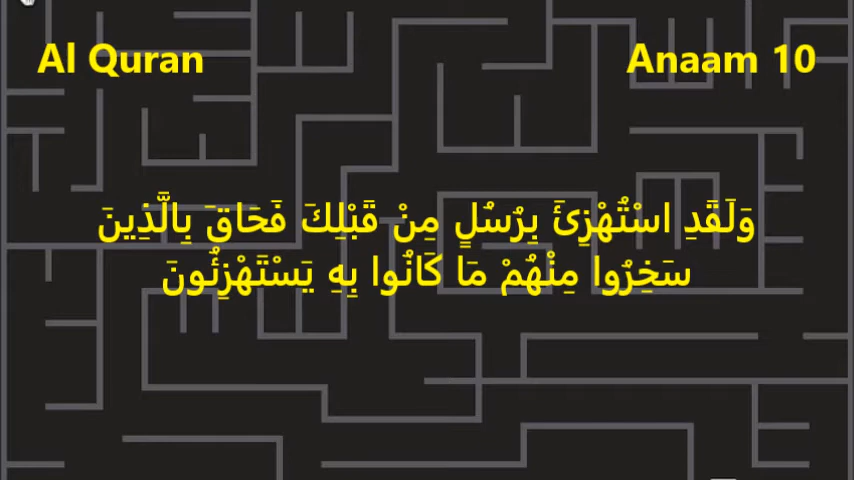 Al Quran
Anaam 10
وَلَقَدِ اسْتُهْزِئَ بِرُسُلٍ مِنْ قَبْلِكَ فَحَاقَ بِالَّذِينَ
سَخِرُوا مِنْهُمْ مَا كَانُوا بِهِ يَسْتَهْزِئُونَ